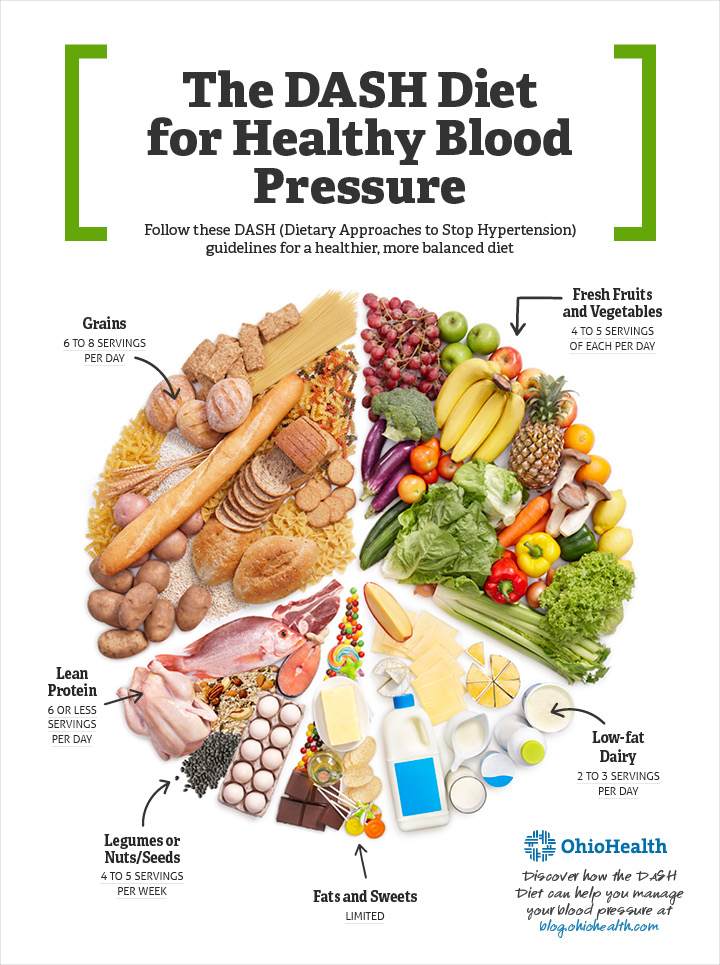 The DASH Diet
for Healthy Blood
Pressure
Follow these DASH (Dietary Approaches to Stop Hypertension)
guidelines for a healthier, more balanced diet
Grains
6 TO 8 SERVINGS
PER DAY
Fresh Fruits
and Vegetables
4 TO 5 SERVINGS
OF EACH PER DAY
Lean
Protein
6 OR LESS
SERVINGS
PER DAY
Low-fat
Dairy
2 TO 3 SERVINGS
PER DAY
Legumes or
Nuts/Seeds
4 TO 5 SERVINGS
PER WEEK
Fats and Sweets
LIMITED
OhioHealth
Discover how the DASH
Diet can help you manage
your blood pressure at
blog.ohiohealth.com